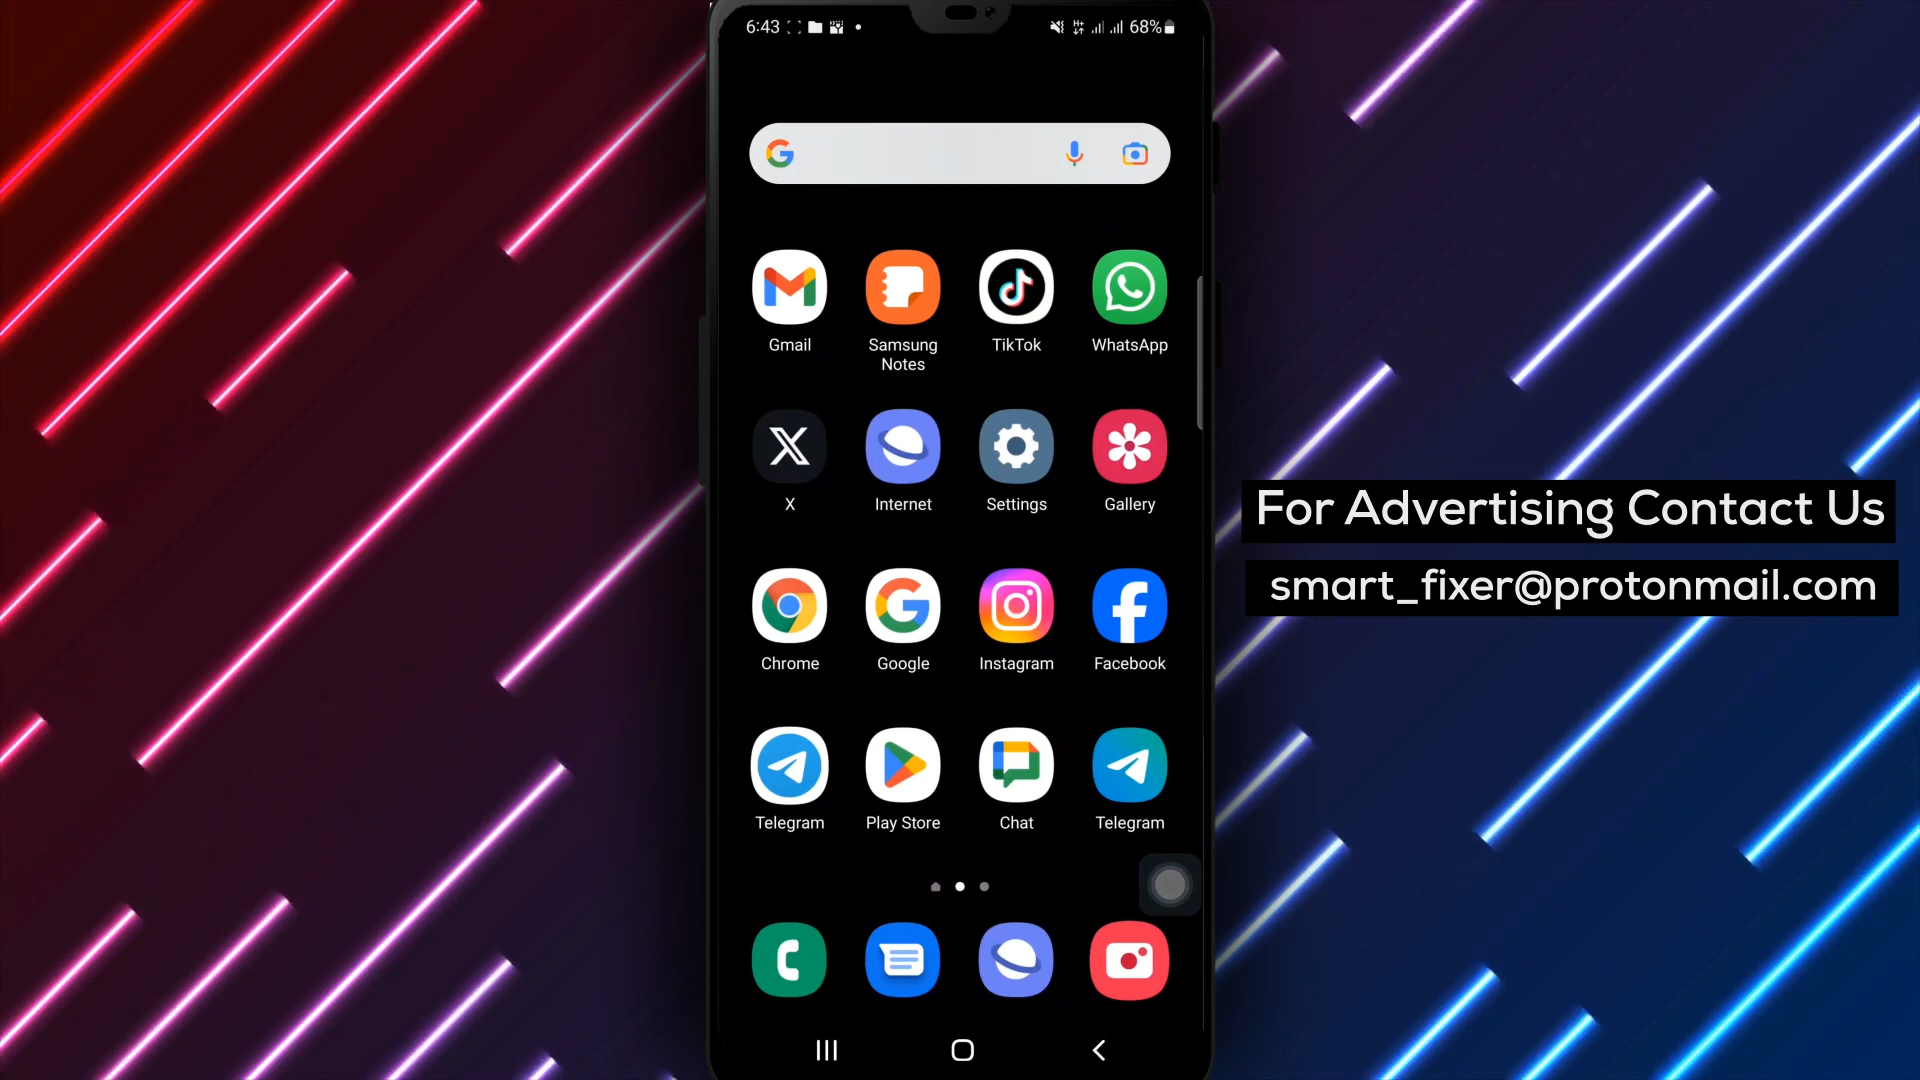 6:43
68%
Gmail
Samsung
Notes
TikTok
WhatsApp
X
Internet
Settings
Gallery
Chrome
Google
Instagram
Facebook
Telegram
Play Store
Chat
Telegram
For Advertising Contact Us
smart_fixer@protonmail.com